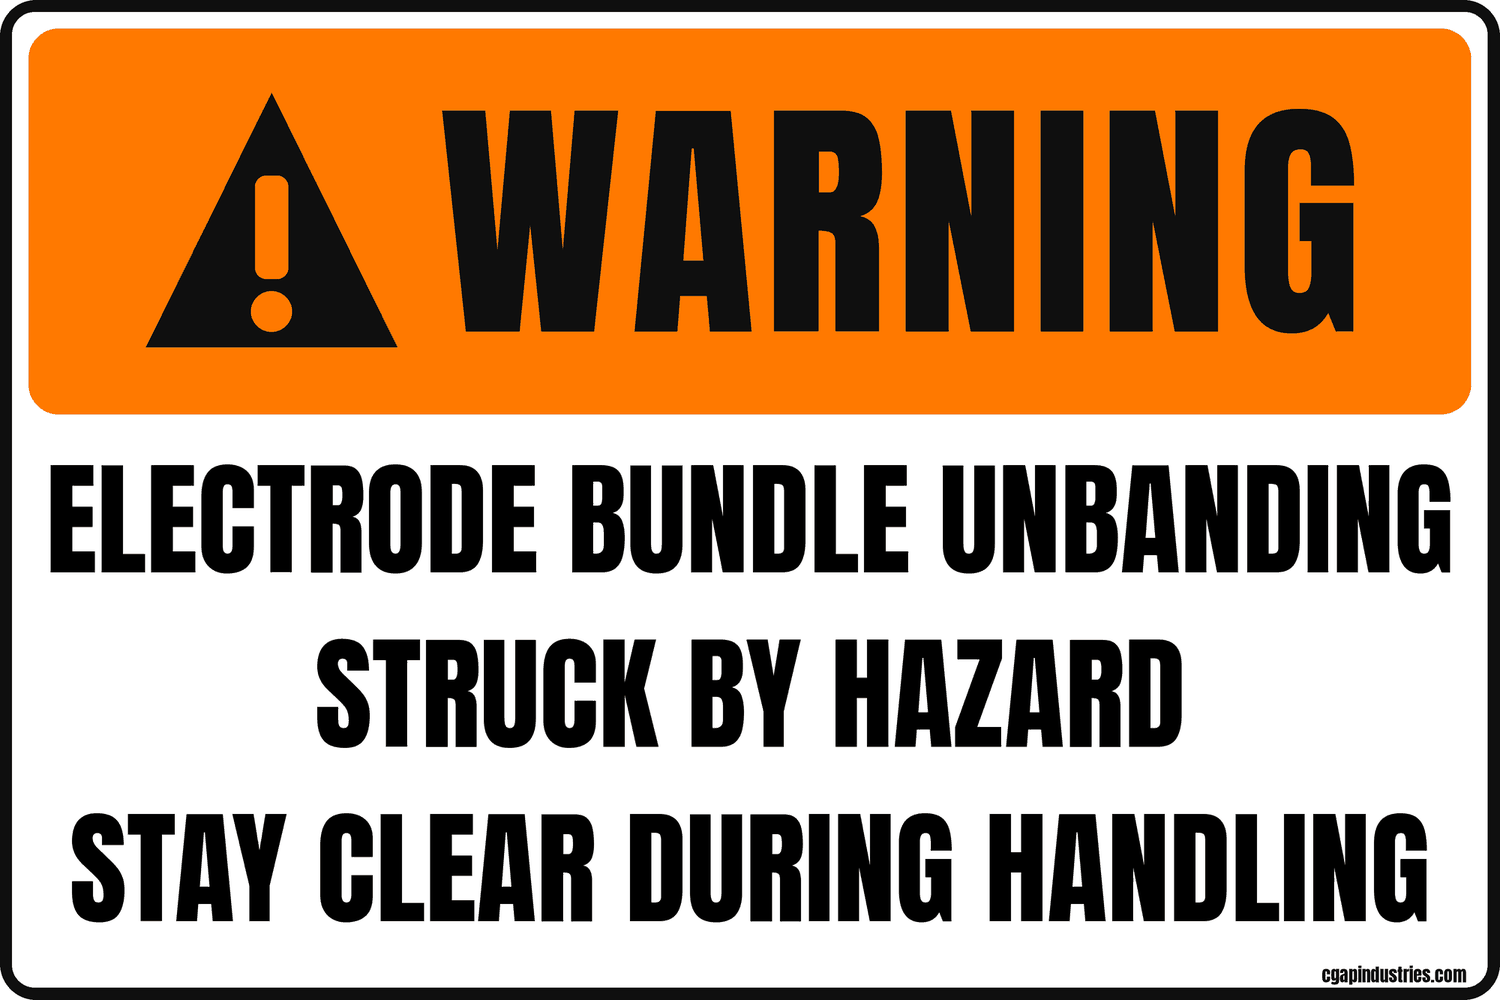 WARNING
ELECTRODE BUNDLE UNBANDING
STRUCK BY HAZARD
STAY CLEAR DURING HANDLING
cgapindustries.com